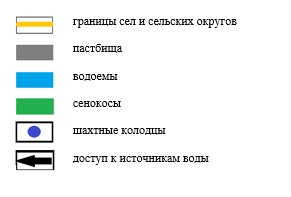 границы сел и сельских округов
пастбища
водоемы
сенокосы
шахтные колодцы
доступ к источникам воды